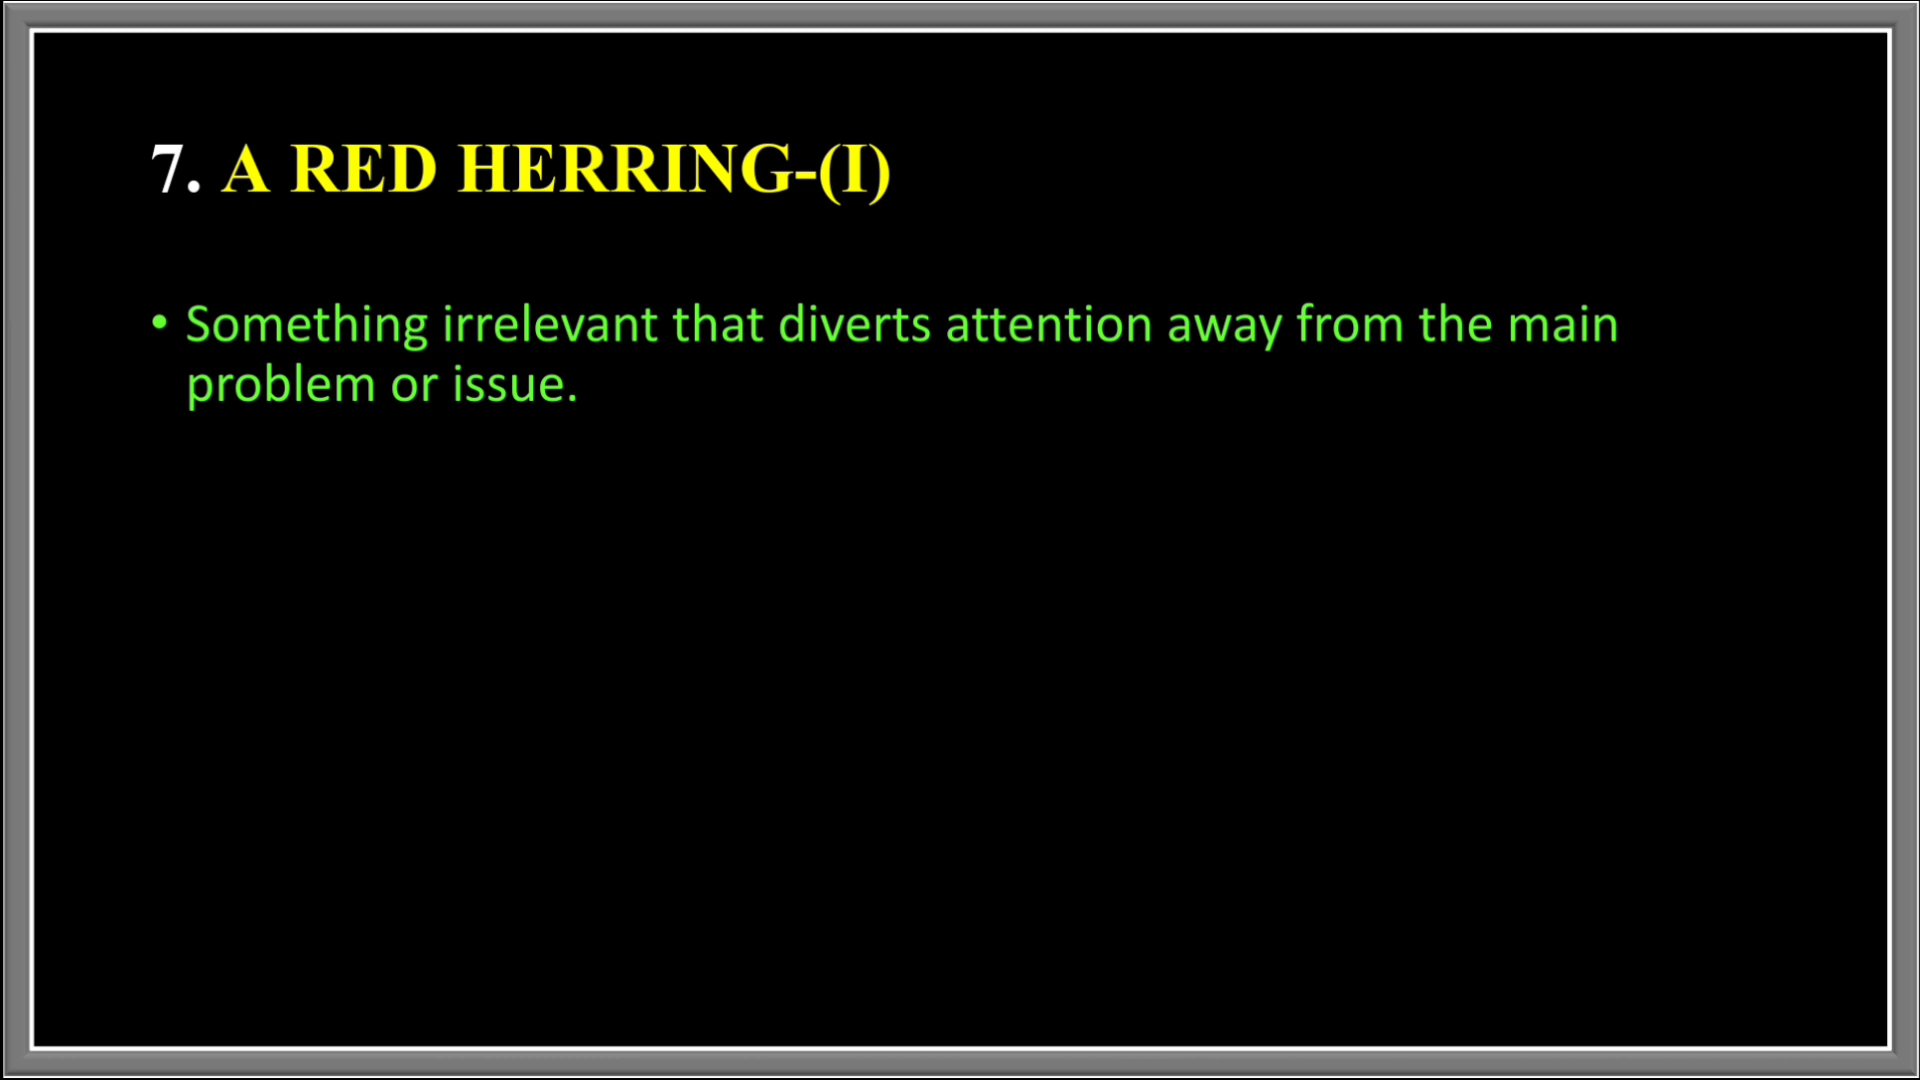 7. A RED HERRING-(I)
• Something irrelevant that diverts attention away from the main
problem or issue.